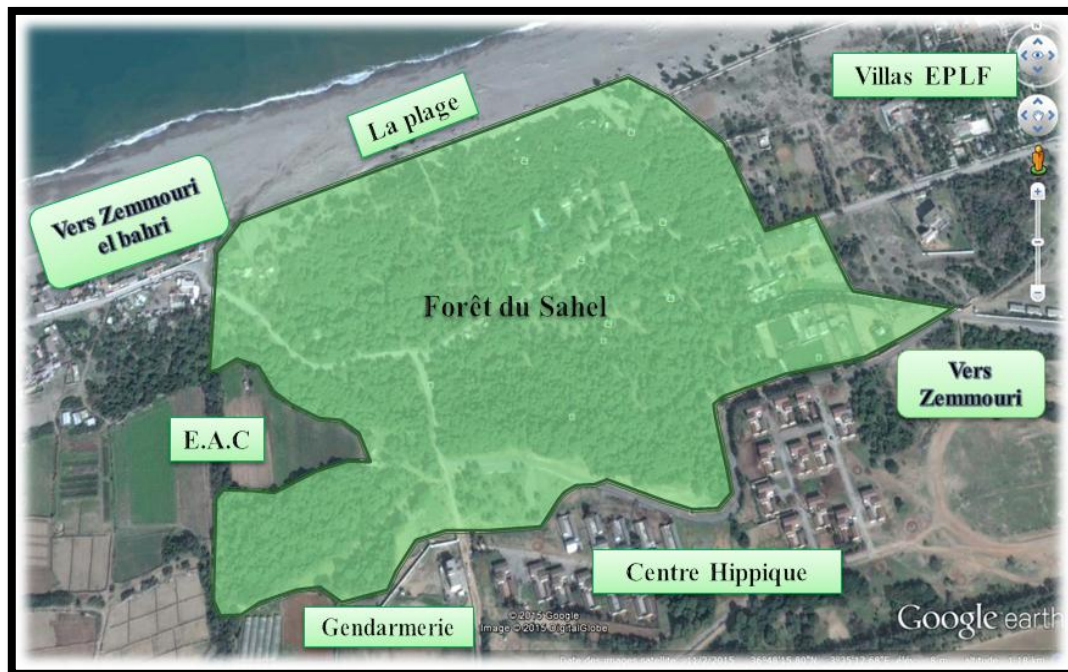 Villas EPLF
La plage
Vers Zemmouri
el bahri
Forêt du Sahel
Vers
Zemmouri
E.A.C
Centre Hippique
Gendarmerie
© 2015 Google
Image © 2015 DigitalGlobe
Google earth